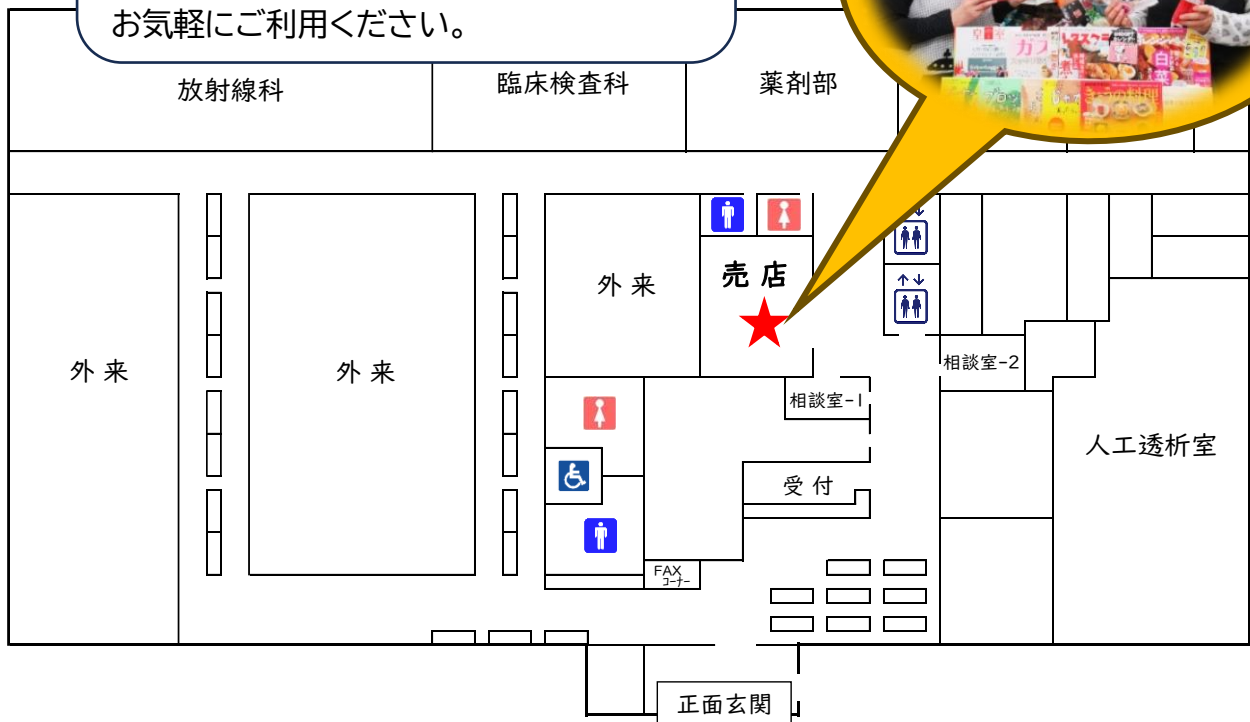 お気軽にご利用ください。
放射線科
臨床検査科
薬剤部
外来
売店
外来
外来
相談室-2
相談室-1
人工透析室
受付
FAX
コーナー
正面玄関